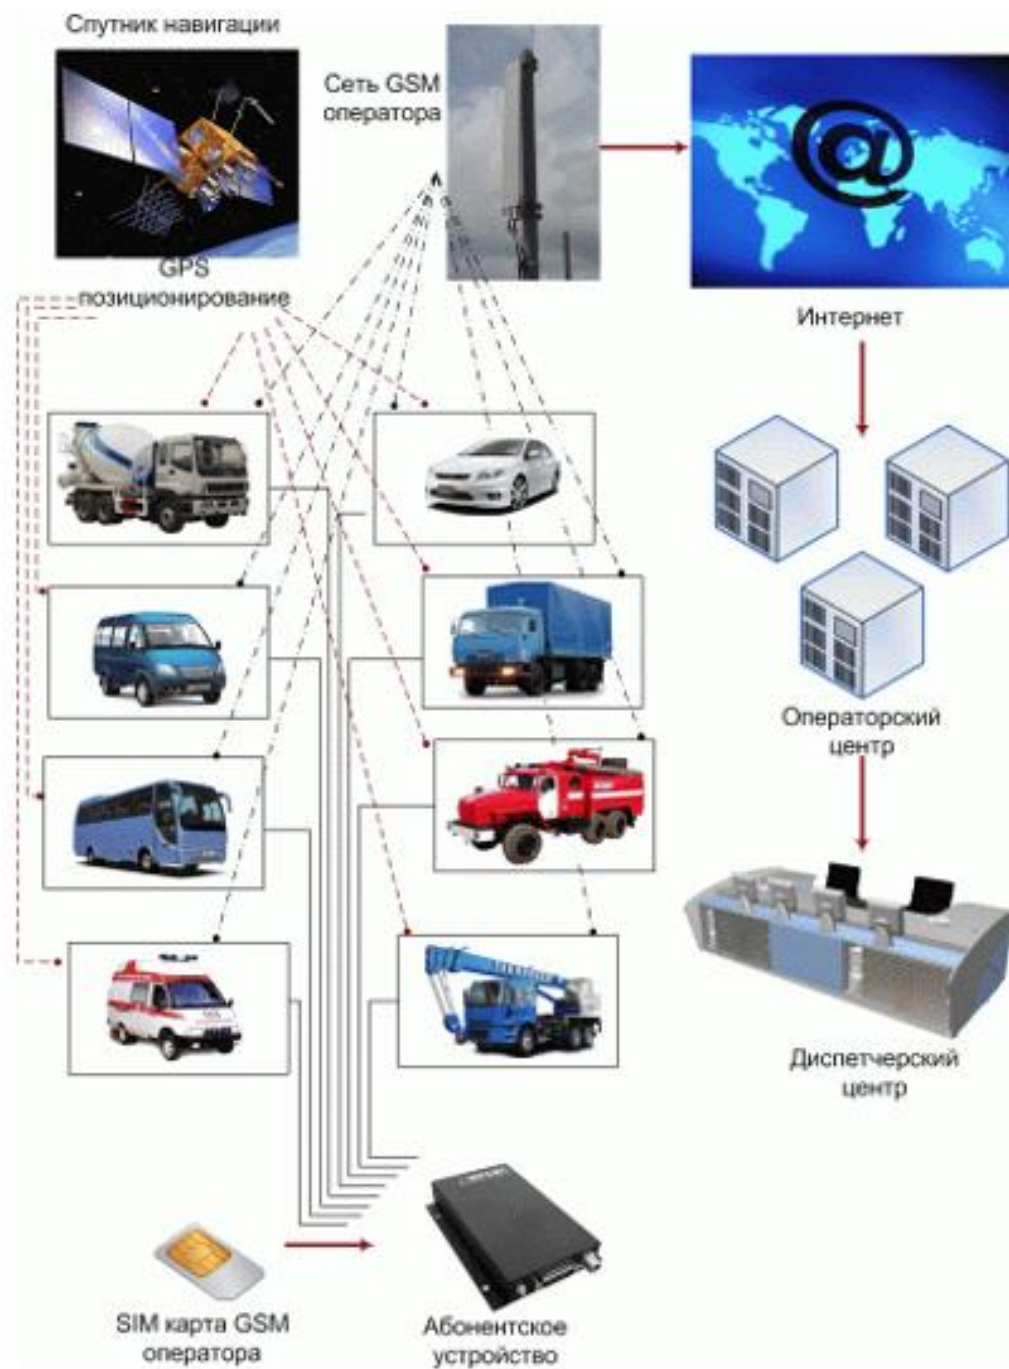 Спутник навигации
Сеть GSM
оператора
GPS
позиционирование
Интернет
Операторский
центр
Диспетчерский
центр
SIM карта GSM
оператора
Абонентское
устройство